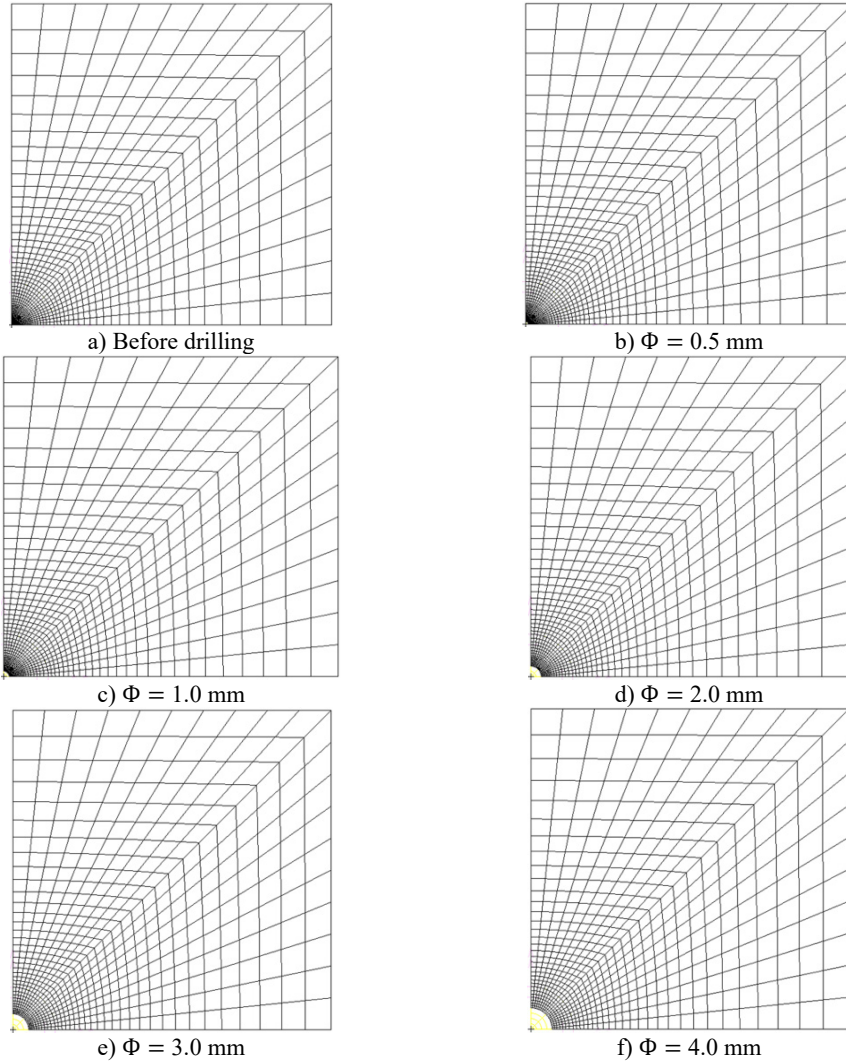 a) Before drilling
b) Φ = 0.5 mm
c) Φ = 1.0 mm
d) Φ = 2.0 mm
e) Φ = 3.0 mm
f) Φ = 4.0 mm